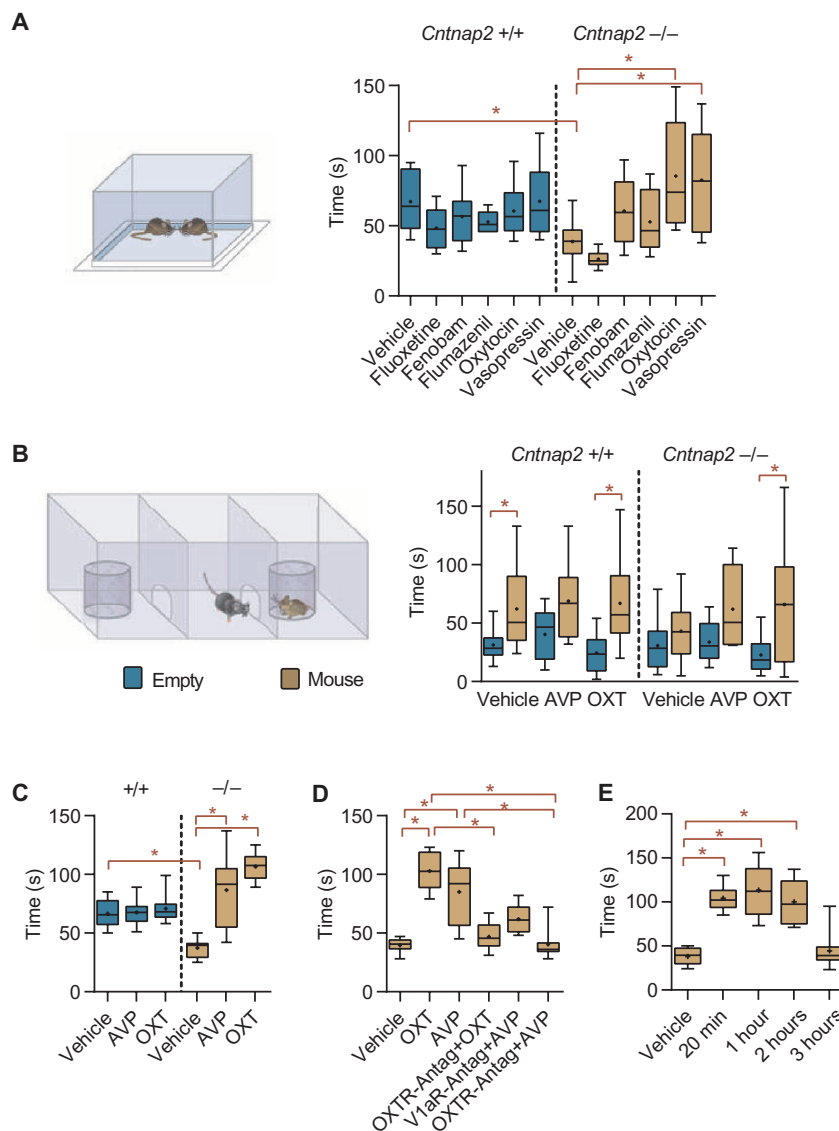 A
Cntnap2 +/+ Cntnap2 –/–
* * *
Time (s)
150
100
50
0
Vehicle
Fluoxetine
Fenobam
Flumazenil
Oxytocin
Vasopressin
Vehicle
Fluoxetine
Fenobam
Flumazenil
Oxytocin
Vasopressin
B
Cntnap2 +/+ Cntnap2 –/–
* * *
Time (s)
150
100
50
0
Vehicle AVP OXT Vehicle AVP OXT
Empty Mouse
C
+/+ –/–
* * *
Time (s)
150
100
50
0
Vehicle
AVP
OXT
Vehicle
AVP
OXT
D
* * * * *
Time (s)
150
100
50
0
Vehicle
OXT
AVP
OXTR-Antag+OXT
V1aR-Antag+AVP
OXTR-Antag+AVP
E
* * *
Time (s)
200
150
100
50
0
Vehicle
20 min
1 hour
2 hours
3 hours